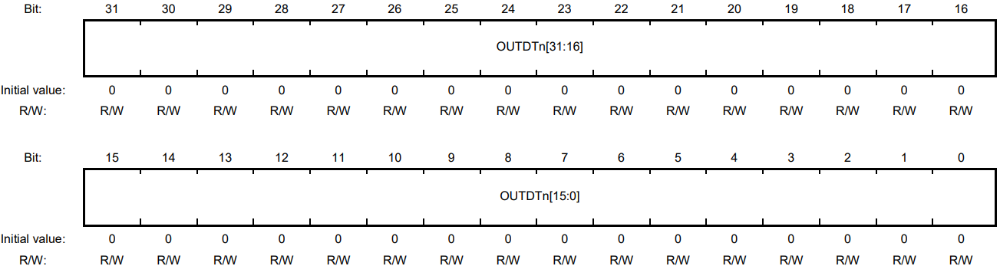 Bit: 31 30 29 28 27 26 25 24 23 22 21 20 19 18 17 16
OUTDTn[31:16]
Initial value: 0 0 0 0 0 0 0 0 0 0 0 0 0 0 0 0
R/W: R/W R/W R/W R/W R/W R/W R/W R/W R/W R/W R/W R/W R/W R/W R/W R/W
Bit: 15 14 13 12 11 10 9 8 7 6 5 4 3 2 1 0
OUTDTn[15:0]
Initial value: 0 0 0 0 0 0 0 0 0 0 0 0 0 0 0 0
R/W: R/W R/W R/W R/W R/W R/W R/W R/W R/W R/W R/W R/W R/W R/W R/W R/W